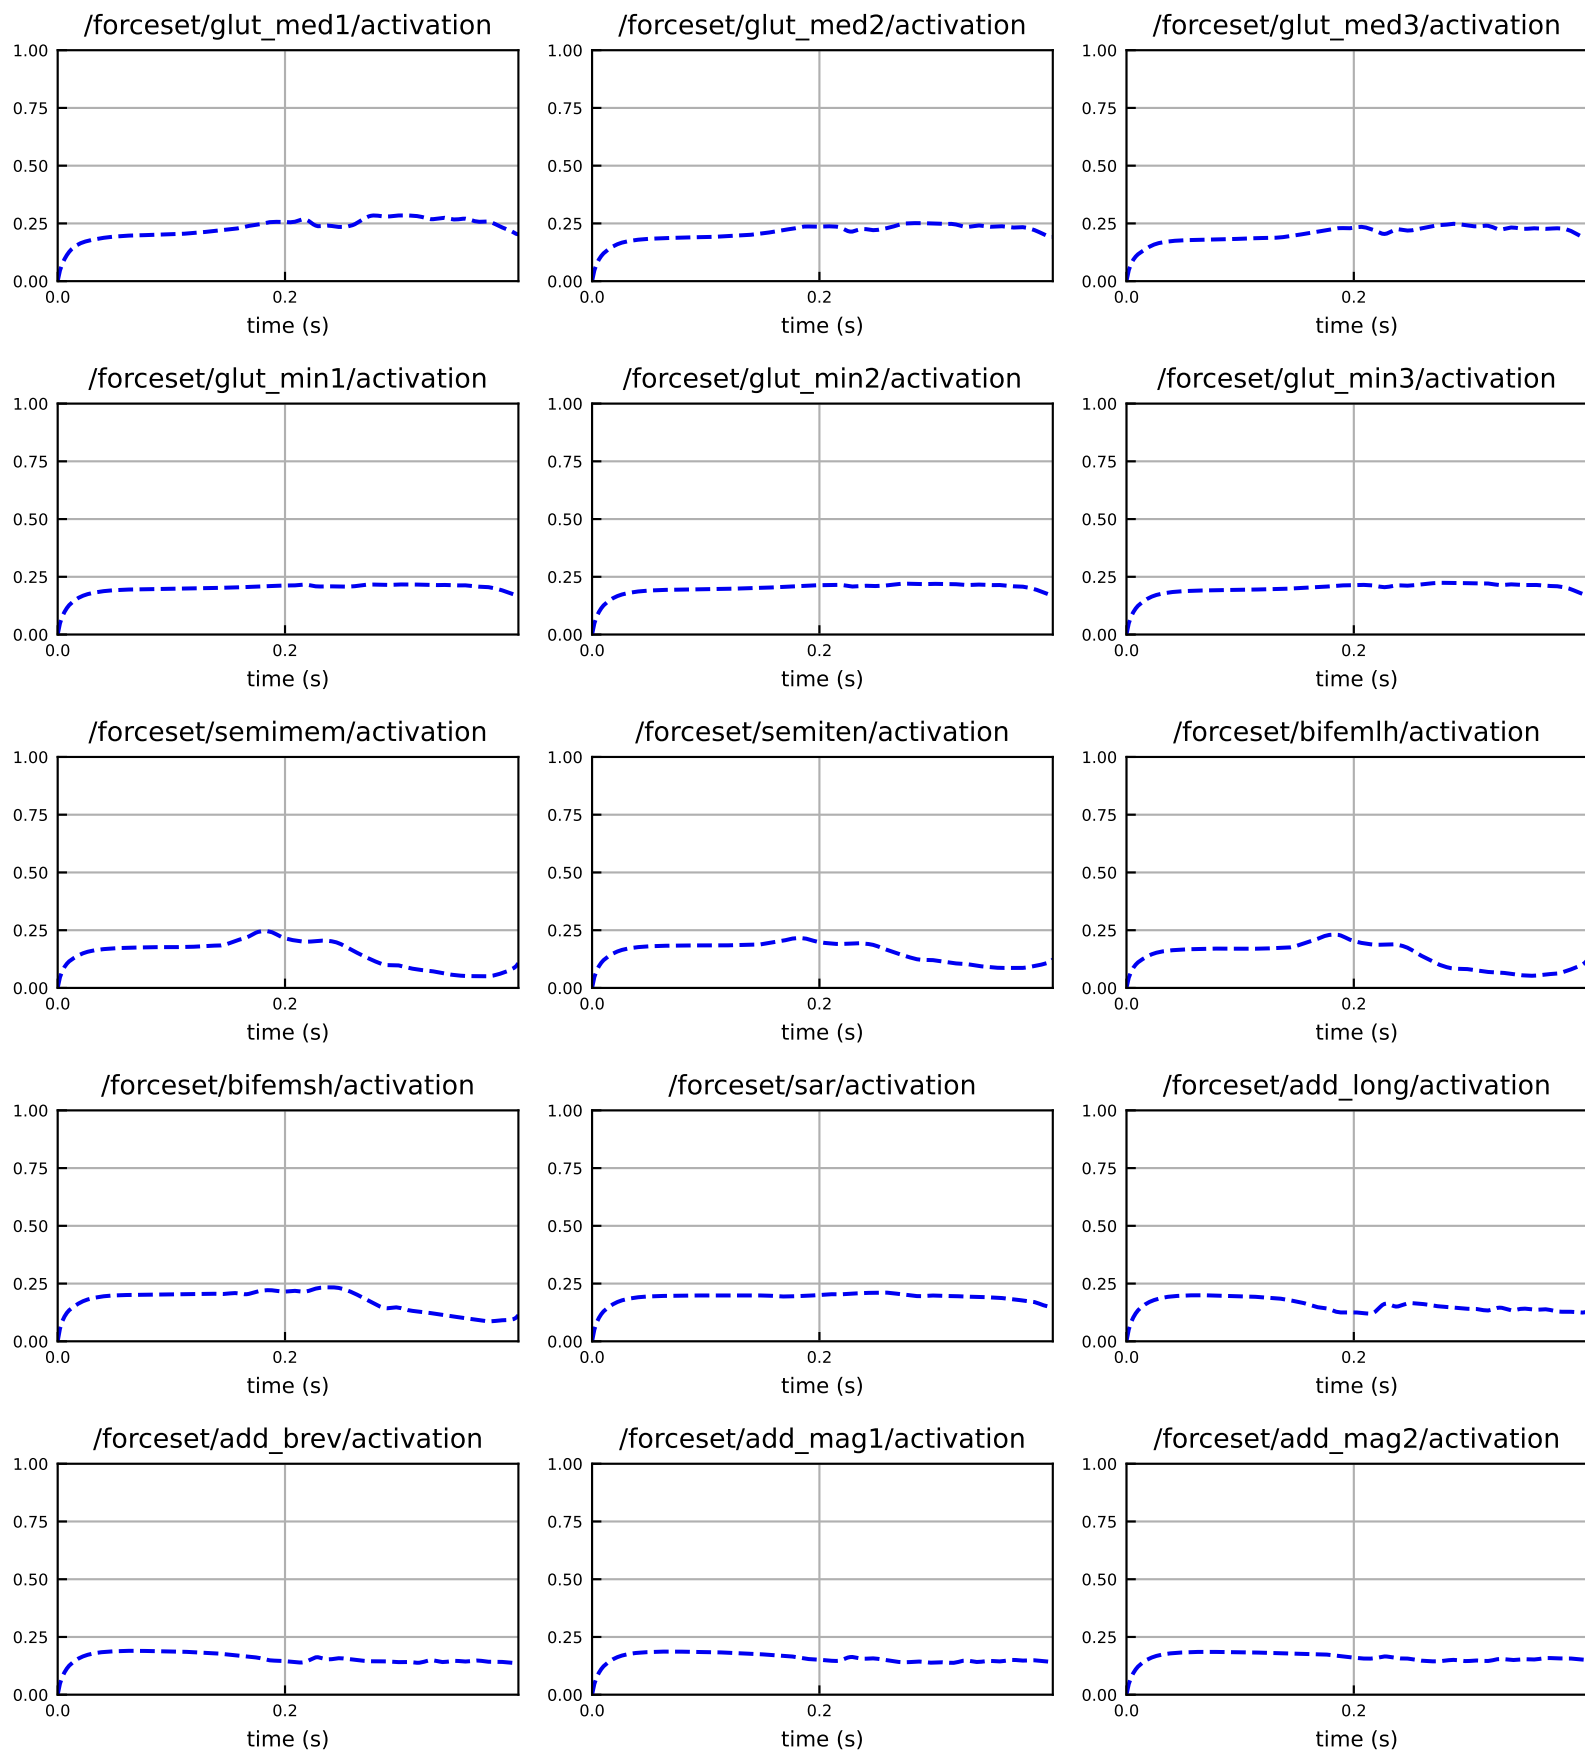 /forceset/glut_med1/activation /forceset/glut_med2/activation /forceset/glut_med3/activation
1.00 1.00 1.00
0.75 0.75 0.75
0.50 0.50 0.50
0.25 0.25 0.25
0.00 0.00 0.00
0.0 0.2 0.0 0.2 0.0 0.2
time (s) time (s) time (s)
/forceset/glut_min1/activation /forceset/glut_min2/activation /forceset/glut_min3/activation
1.00 1.00 1.00
0.75 0.75 0.75
0.50 0.50 0.50
0.25 0.25 0.25
0.00 0.00 0.00
0.0 0.2 0.0 0.2 0.0 0.2
time (s) time (s) time (s)
/forceset/semimem/activation /forceset/semiten/activation /forceset/bifemlh/activation
1.00 1.00 1.00
0.75 0.75 0.75
0.50 0.50 0.50
0.25 0.25 0.25
0.00 0.00 0.00
0.0 0.2 0.0 0.2 0.0 0.2
time (s) time (s) time (s)
/forceset/bifemsh/activation /forceset/sar/activation /forceset/add_long/activation
1.00 1.00 1.00
0.75 0.75 0.75
0.50 0.50 0.50
0.25 0.25 0.25
0.00 0.00 0.00
0.0 0.2 0.0 0.2 0.0 0.2
time (s) time (s) time (s)
/forceset/add_brev/activation /forceset/add_mag1/activation /forceset/add_mag2/activation
1.00 1.00 1.00
0.75 0.75 0.75
0.50 0.50 0.50
0.25 0.25 0.25
0.00 0.00 0.00
0.0 0.2 0.0 0.2 0.0 0.2
time (s) time (s) time (s)